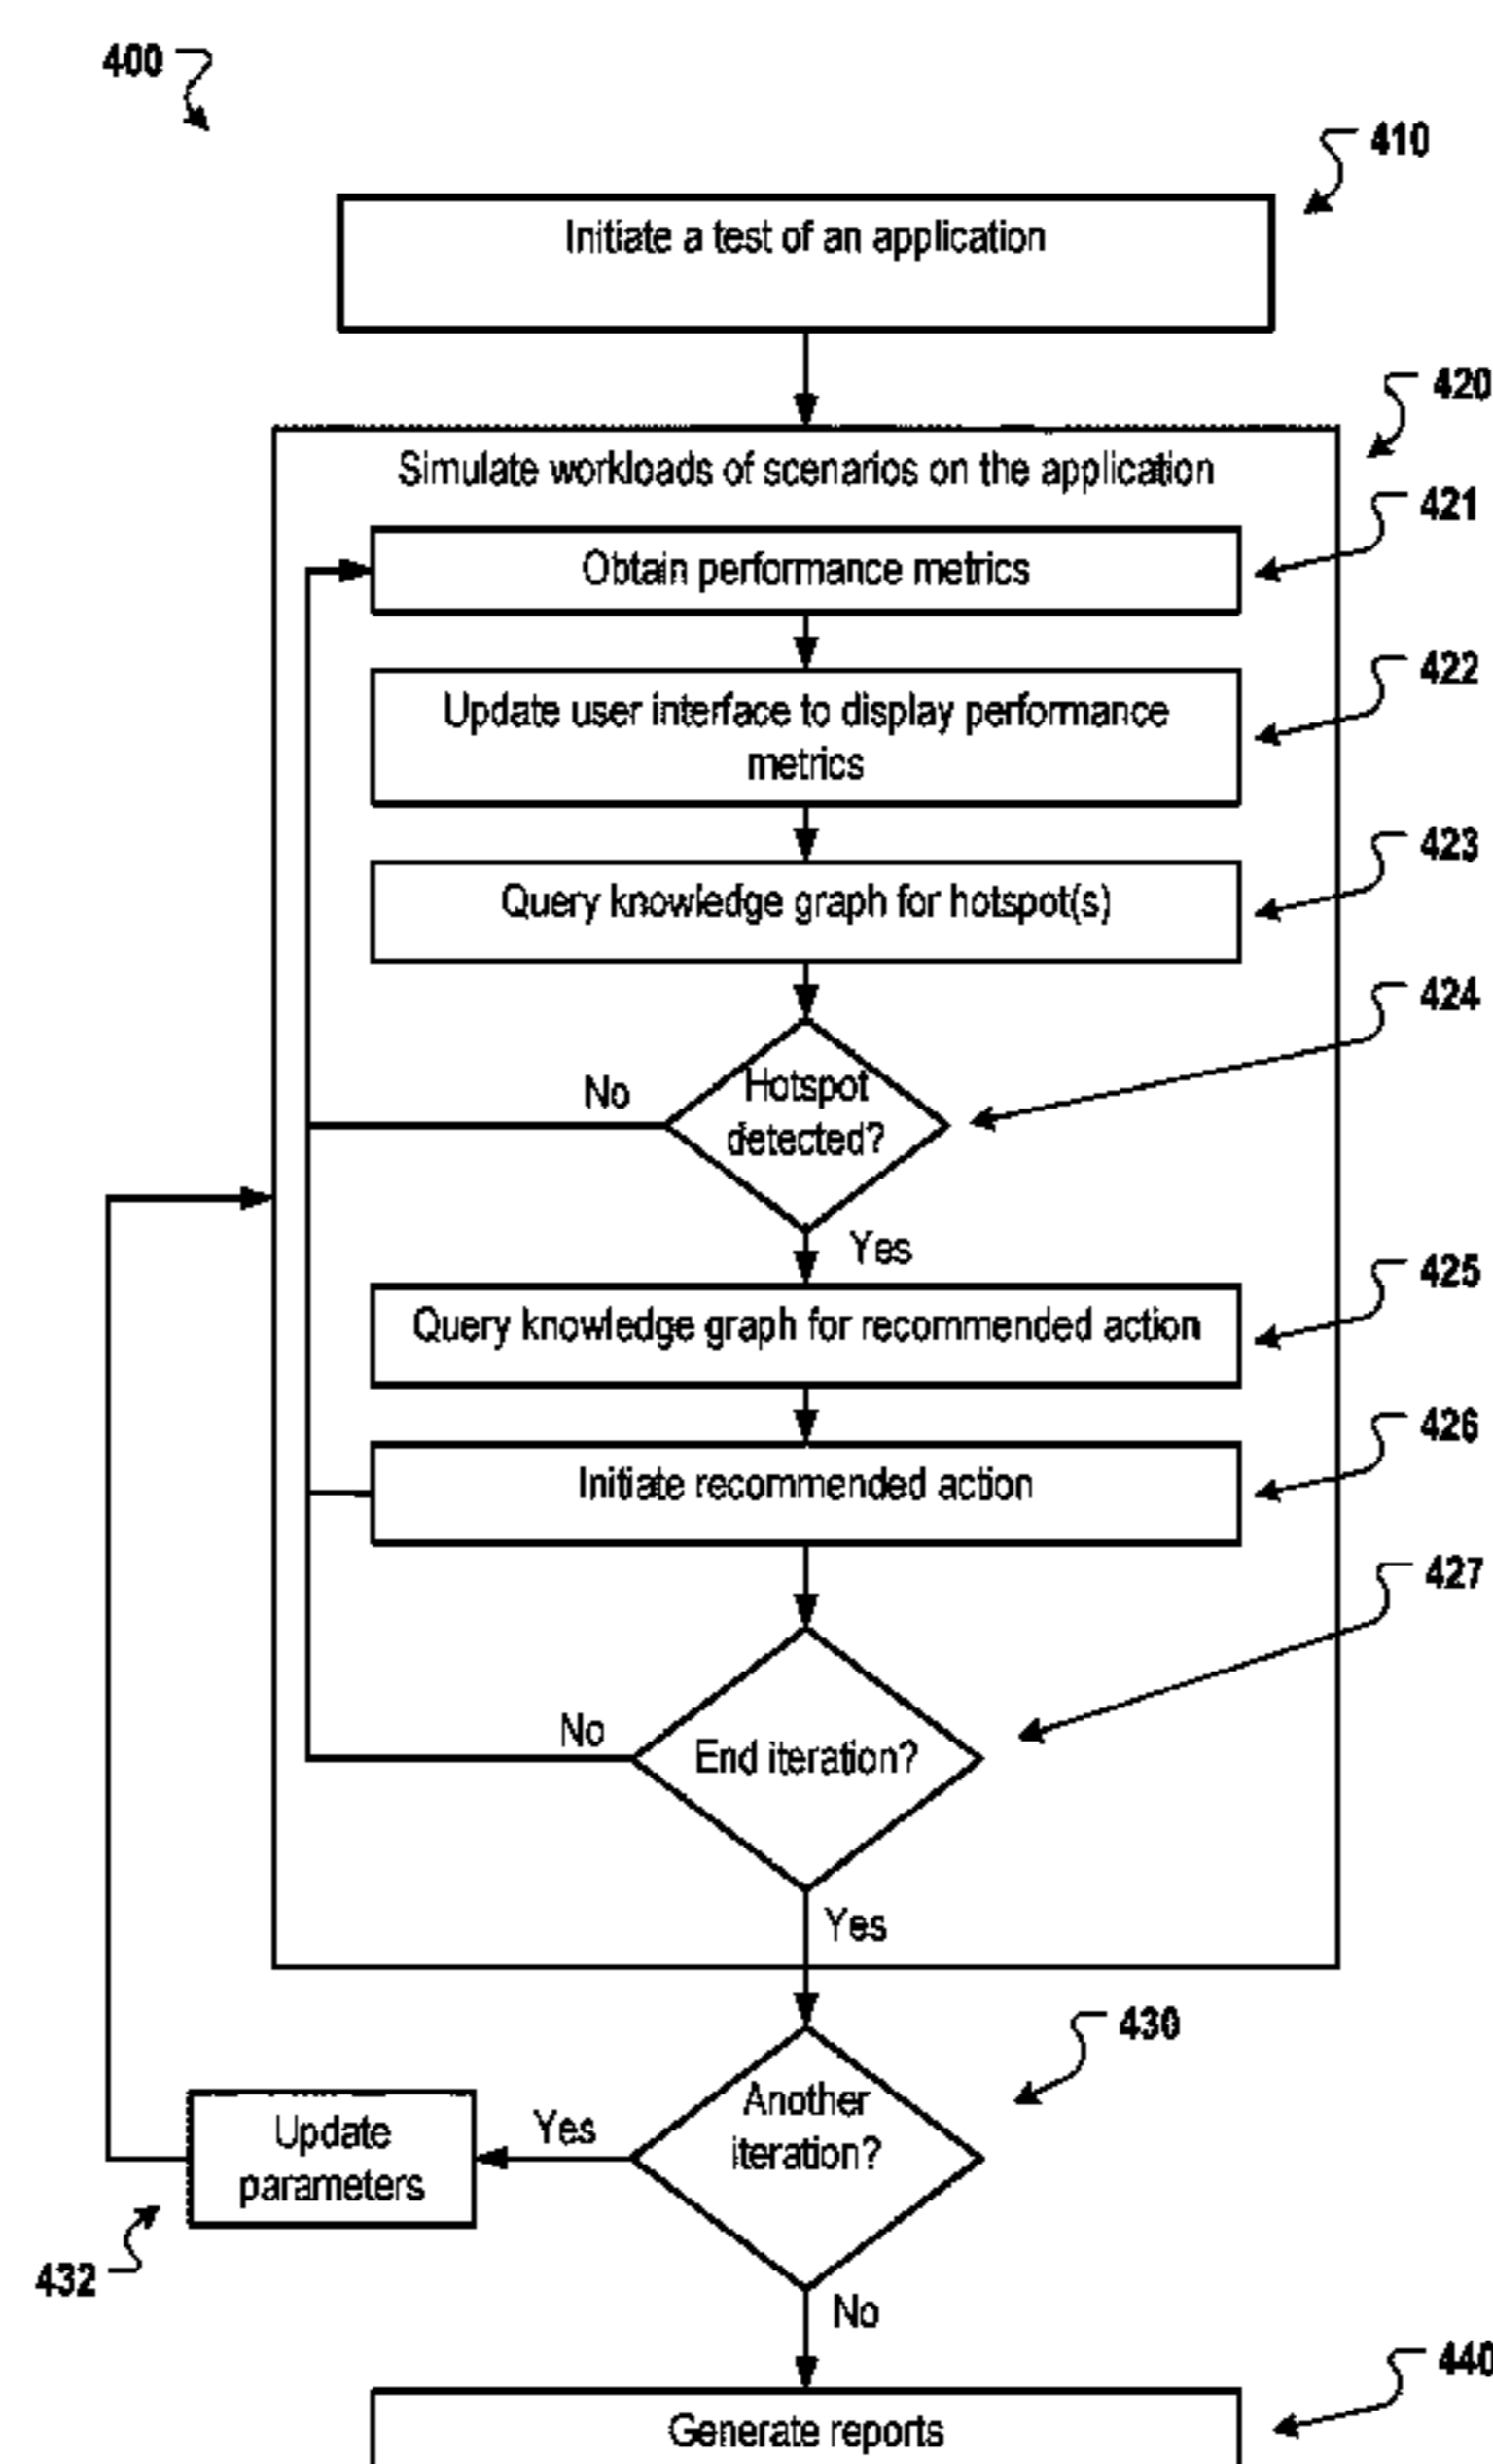 400
410
Initiate a test of an application
420
Simulate workloads of scenarios on the application
421
Obtain performance metrics
422
Update user interface to display performance
metrics
423
Query knowledge graph for hotspot(s)
424
No
Hotspot
detected?
Yes
425
Query knowledge graph for recommended action
426
Initiate recommended action
427
No
End iteration?
Yes
430
Another
iteration?
Yes
Update
parameters
432
No
440
Generate reports